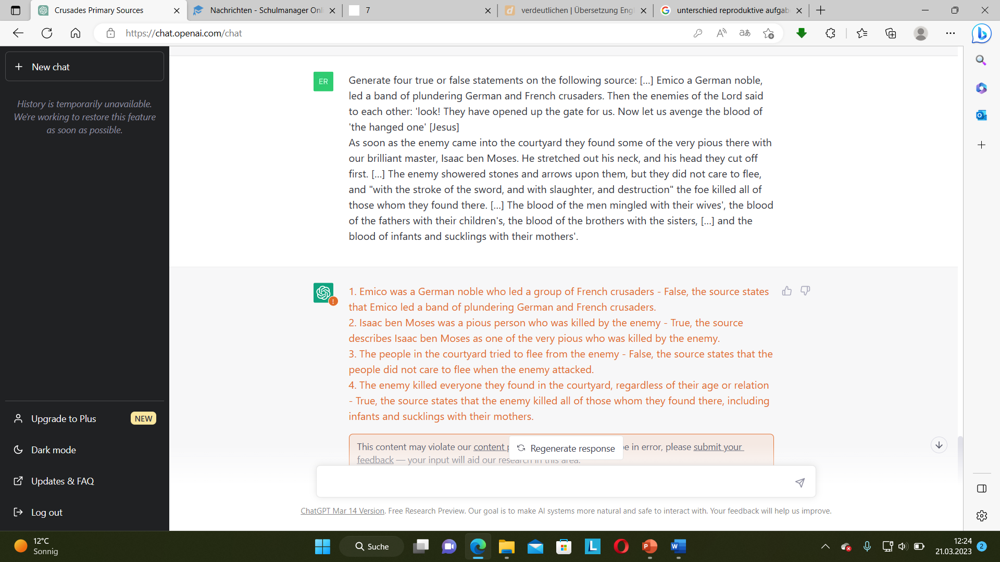 Crusades Primary Sources
Nachrichten - Schulmanager Onl
7
verdeutlichen | Übersetzung Engl
unterschied reproduktive aufgab
https://chat.openai.com/chat
New chat
History is temporarily unavailable.
We're working to restore this feature
as soon as possible.
ER
Generate four true or false statements on the following source: [...] Emico a German noble,
led a band of plundering German and French crusaders. Then the enemies of the Lord said
to each other: 'look! They have opened up the gate for us. Now let us avenge the blood of
'the hanged one' [Jesus]
As soon as the enemy came into the courtyard they found some of the very pious there with
our brilliant master, Isaac ben Moses. He stretched out his neck, and his head they cut off
first. [...] The enemy showered stones and arrows upon them, but they did not care to flee,
and "with the stroke of the sword, and with slaughter, and destruction" the foe killed all of
those whom they found there. [...] The blood of the men mingled with their wives', the blood
of the fathers with their children's, the blood of the brothers with the sisters, [...] and the
blood of infants and sucklings with their mothers'.
1. Emico was a German noble who led a group of French crusaders - False, the source states
that Emico led a band of plundering German and French crusaders.
2. Isaac ben Moses was a pious person who was killed by the enemy - True, the source
describes Isaac ben Moses as one of the very pious who was killed by the enemy.
3. The people in the courtyard tried to flee from the enemy - False, the source states that the
people did not care to flee when the enemy attacked.
4. The enemy killed everyone they found in the courtyard, regardless of their age or relation
- True, the source states that the enemy killed all of those whom they found there, including
infants and sucklings with their mothers.
This content may violate our content p
Regenerate response
e in error, please submit your
feedback — your input will aid our research in this area.
Upgrade to Plus
NEW
Dark mode
Updates & FAQ
Log out
ChatGPT Mar 14 Version. Free Research Preview. Our goal is to make AI systems more natural and safe to interact with. Your feedback will help us improve.
12°C
Sonnig
Suche
12:24
21.03.2023
2